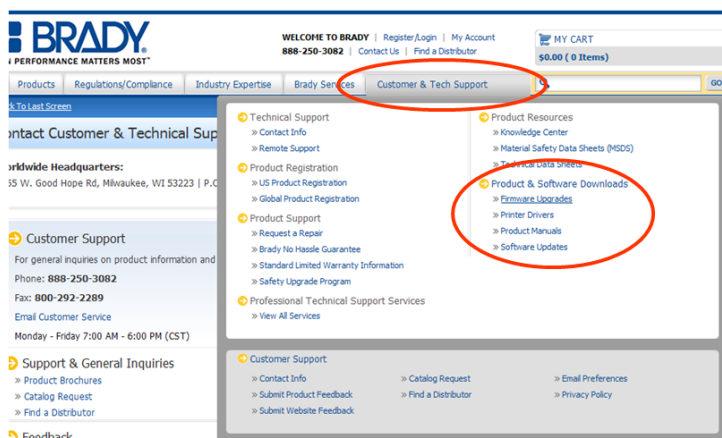 BRADY.
N PERFORMANCE MATTERS MOST™
WELCOME TO BRADY | Register/Login | My Account
888-250-3082 | Contact Us | Find a Distributor
MY CART
$0.00 ( 0 Items)
Products
Regulations/Compliance
Industry Expertise
Brady Services
Customer & Tech Support
GO
ck To Last Screen
ontact Customer & Technical Sup
orldwide Headquarters:
55 W. Good Hope Rd, Milwaukee, WI 53223 | P.O
Customer Support
For general inquiries on product information and
Phone: 888-250-3082
Fax: 800-292-2289
Email Customer Service
Monday - Friday 7:00 AM - 6:00 PM (CST)
Support & General Inquiries
» Product Brochures
» Catalog Request
» Find a Distributor
Feedback
Technical Support
» Contact Info
» Remote Support
Product Registration
» US Product Registration
» Global Product Registration
Product Support
» Request a Repair
» Brady No Hassle Guarantee
» Standard Limited Warranty Information
» Safety Upgrade Program
Professional Technical Support Services
» View All Services
Product Resources
» Knowledge Center
» Material Safety Data Sheets (MSDS)
» Technical Data Sheets
Product & Software Downloads
» Firmware Upgrades
» Printer Drivers
» Product Manuals
» Software Updates
Customer Support
» Contact Info
» Submit Product Feedback
» Submit Website Feedback
» Catalog Request
» Find a Distributor
» Email Preferences
» Privacy Policy